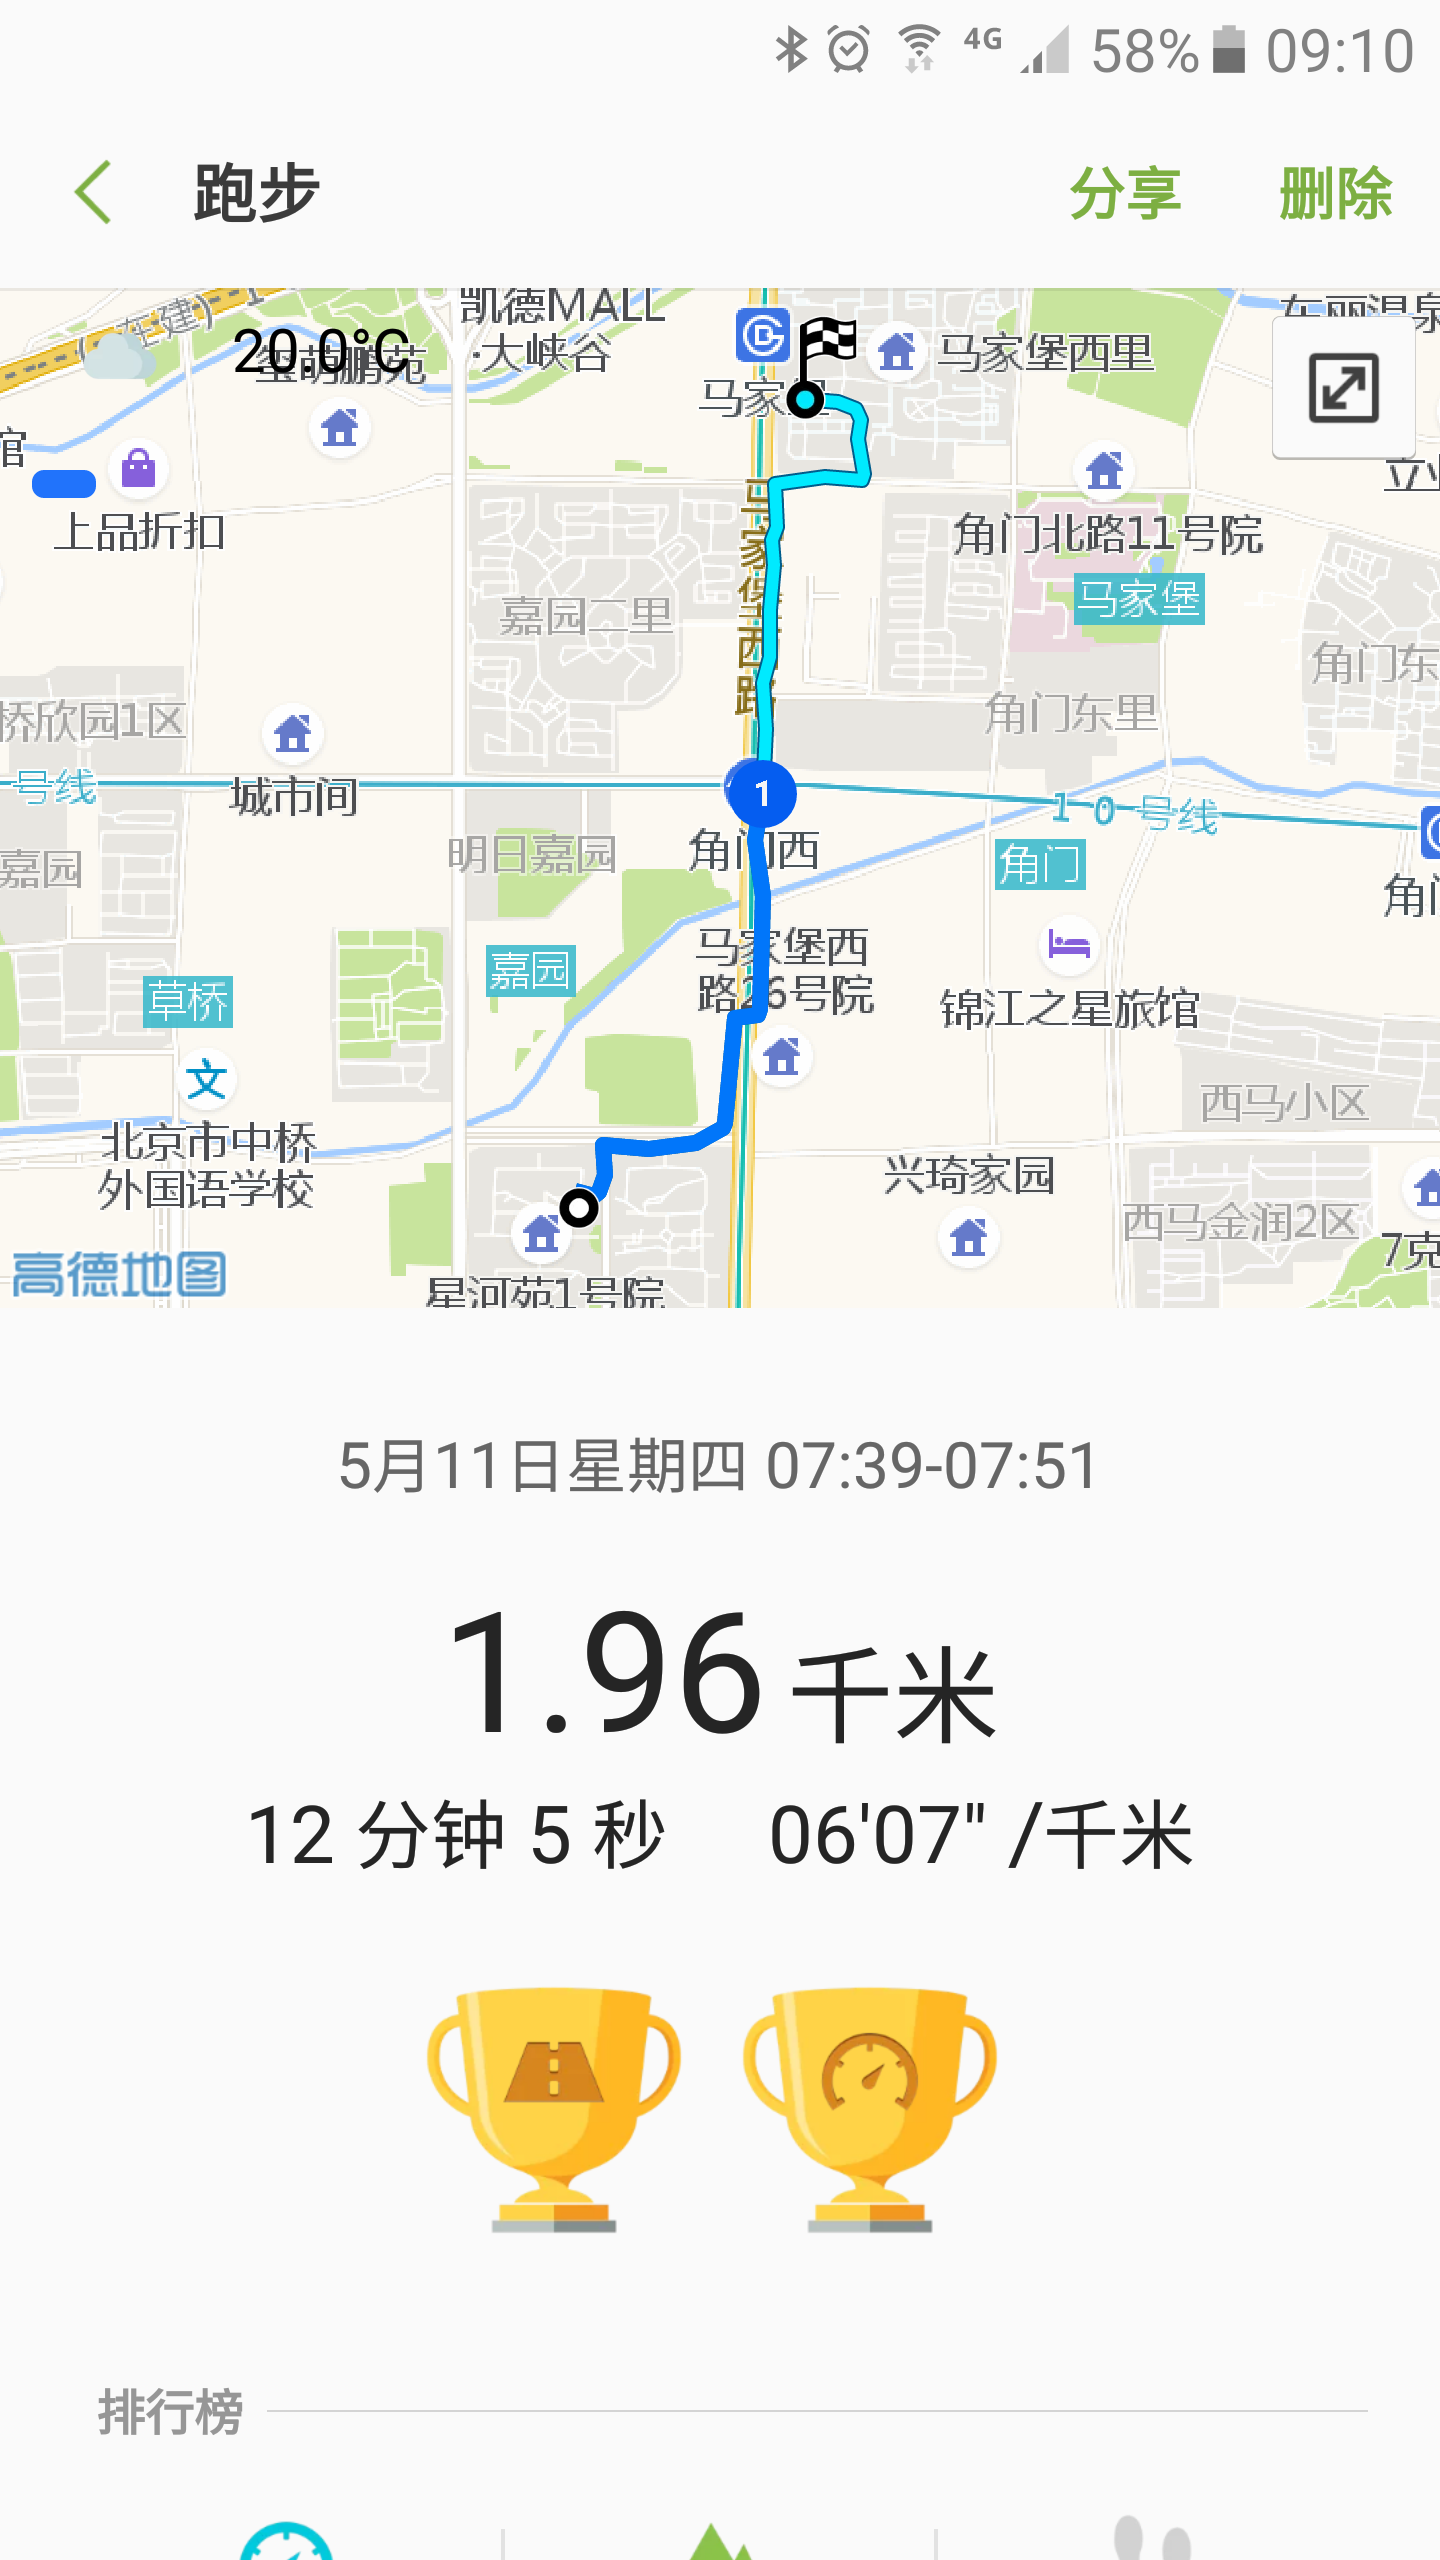 4G 58% 09:10
跑步 分享 删除
20.0°C
凯德MALL
·大峡谷
马家堡西里
上品折扣
嘉园二里
角门北路11号院
马家堡
角门东
桥欣园1区
角门东里
号线
城市间
1
10号线
嘉园
明日嘉园
角门西
角门
嘉园
马家堡西
路26号院
草桥
锦江之星旅馆
西马小区
北京市中桥
外国语学校
兴琦家园
西马金润2区
高德地图
星河苑1号院
马家堡西路
5月11日星期四 07:39-07:51
1.96 千米
12 分钟 5 秒 06'07" /千米
排行榜